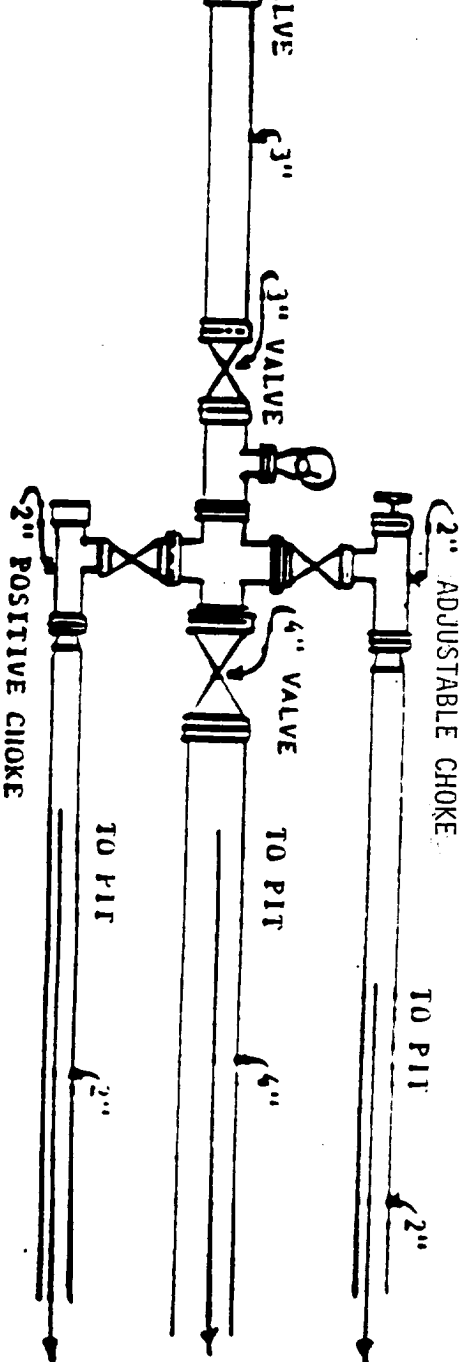 LVE
3"
3" VALVE
2" ADJUSTABLE CHOKE
4" VALVE
2" POSITIVE CHOKE
TO PIT
2"
TO PIT
4"
TO PIT
2"